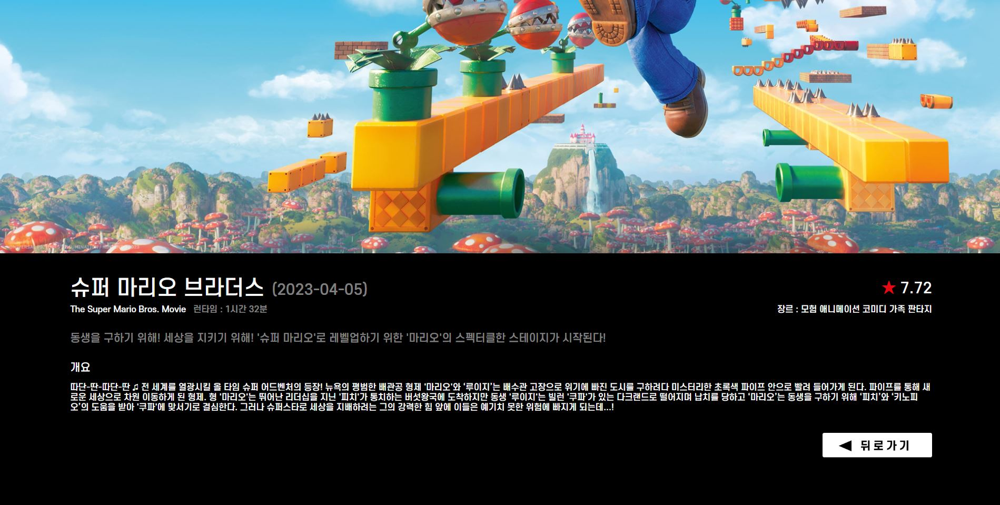 UNIVERSAL PICTURES / ILLUMINATION / NINTENDO 2023
슈퍼 마리오 브라더스 (2023-04-05)
★ 7.72
The Super Mario Bros. Movie 런타임 : 1시간 32분
장르 : 모험 애니메이션 코미디 가족 판타지
동생을 구하기 위해! 세상을 지키기 위해! '슈퍼 마리오'로 레벨업하기 위한 '마리오'의 스펙터클한 스테이지가 시작된다!
개요
따단-딴-따단-딴 ♬ 전 세계를 열광시킬 올 타임 슈퍼 어드벤처의 등장! 뉴욕의 평범한 배관공 형제 '마리오'와 ‘루이지’는 배수관 고장으로 위기에 빠진 도시를 구하려다 미스터리한 초록색 파이프 안으로 빨려 들어가게 된다. 파이프를 통해 새
로운 세상으로 차원 이동하게 된 형제. 형 '마리오'는 뛰어난 리더십을 지닌 '피치'가 통치하는 버섯왕국에 도착하지만 동생 '루이지'는 빌런 '쿠파'가 있는 다크랜드로 떨어지며 납치를 당하고 ‘마리오’는 동생을 구하기 위해 ‘피치’와 ‘키노피
오’의 도움을 받아 '쿠파'에 맞서기로 결심한다. 그러나 슈퍼스타로 세상을 지배하려는 그의 강력한 힘 앞에 이들은 예기치 못한 위험에 빠지게 되는데...!
◀ 뒤로가기